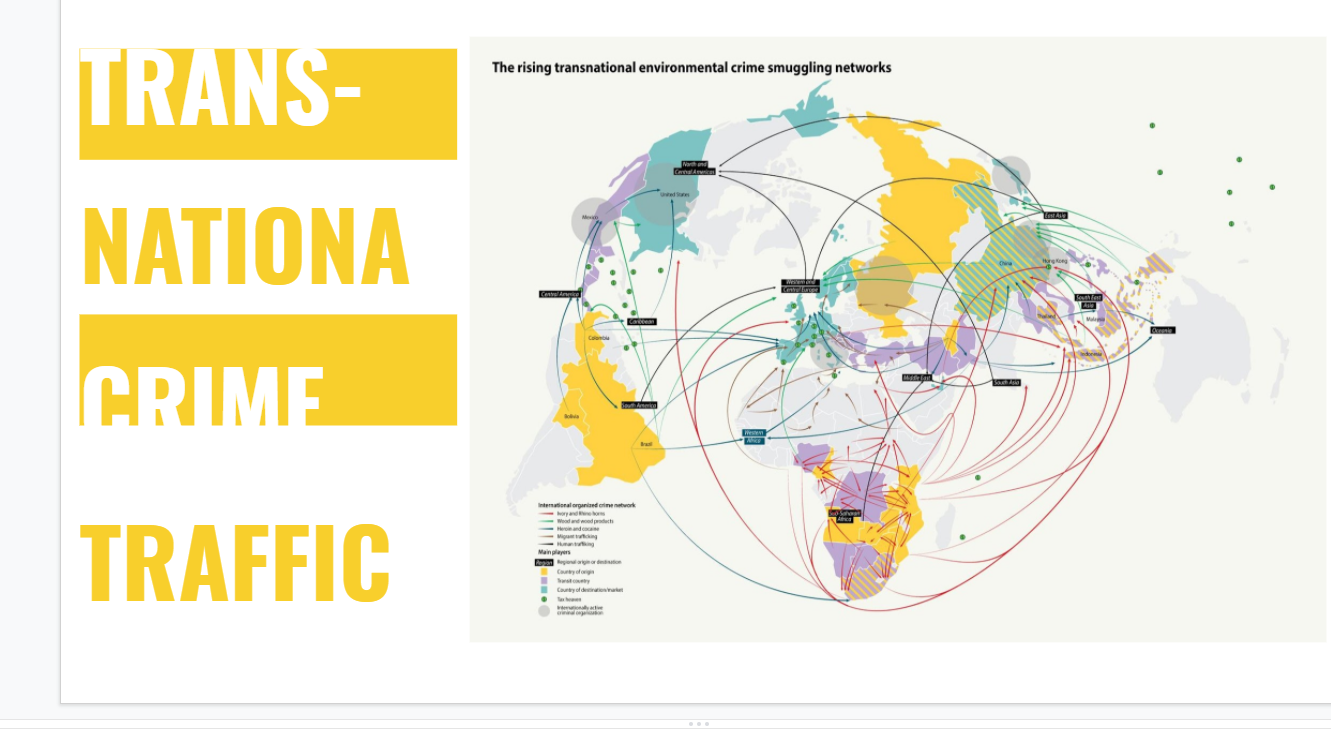 TRANS-
NATIONA
CRIME
TRAFFIC
The rising transnational environmental crime smuggling networks
North and
Central Americas
United States
Mexico
East Asia
China
Hong Kong
Western and
Central Europe
Central America
South East
Asia
Thailand
Malaysia
Caribbean
Oceania
Colombia
Indonesia
Middle East
South Asia
South America
Bolivia
Western
Africa
Brazil
Sub-Saharan
Africa
International organized crime network
Ivory and Rhino horns
Wood and wood products
Heroin and cocaine
Migrant trafficking
Human traffiking
Main players
Region Regional origin or destination
Country of origin
Transit country
Country of destination/market
Tax heaven
Internationally active
criminal organization